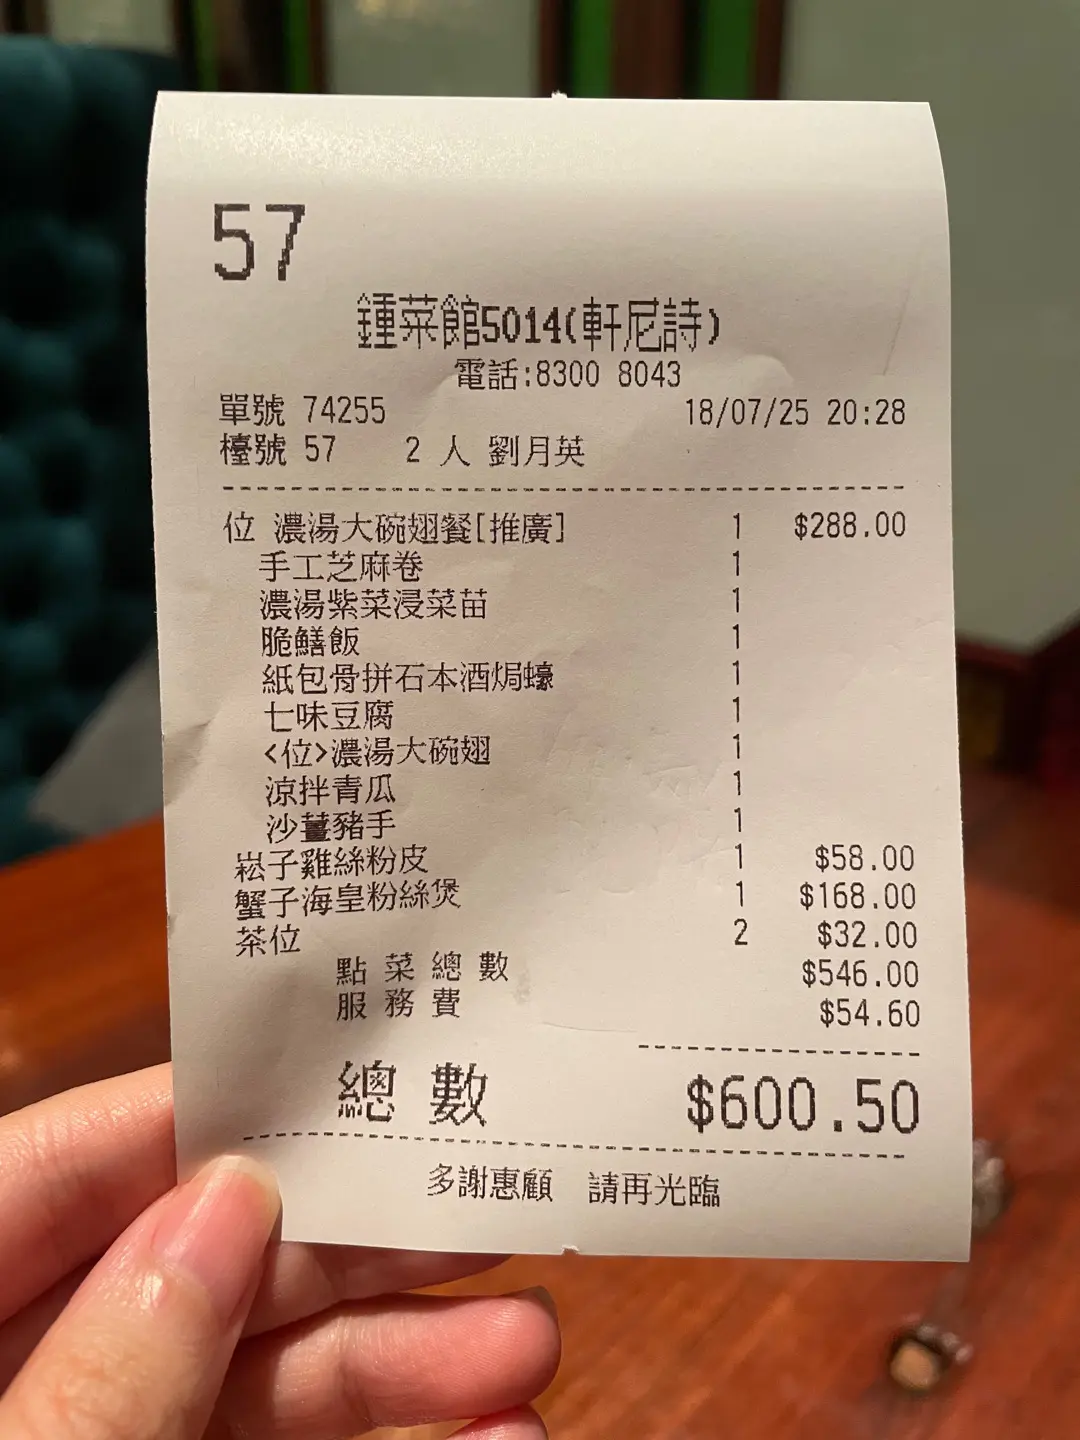 57
鍾菜館5014(軒尼詩)
電話:8300 8043
單號 74255 18/07/25 20:28
檯號 57 2 人 劉月英
位 濃湯大碗翅餐[推廣] 1 $288.00
手工芝麻卷 1
濃湯紫菜浸菜苗 1
脆鱔飯 1
紙包骨拼石本酒焗蠔 1
七味豆腐 1
<位>濃湯大碗翅 1
涼拌青瓜 1
沙薑豬手 1
崧子雞絲粉皮 1 $58.00
蟹子海皇粉絲煲 1 $168.00
茶位 2 $32.00
點菜總數 $546.00
服務費 $54.60
總數 $600.50
多謝惠顧 請再光臨